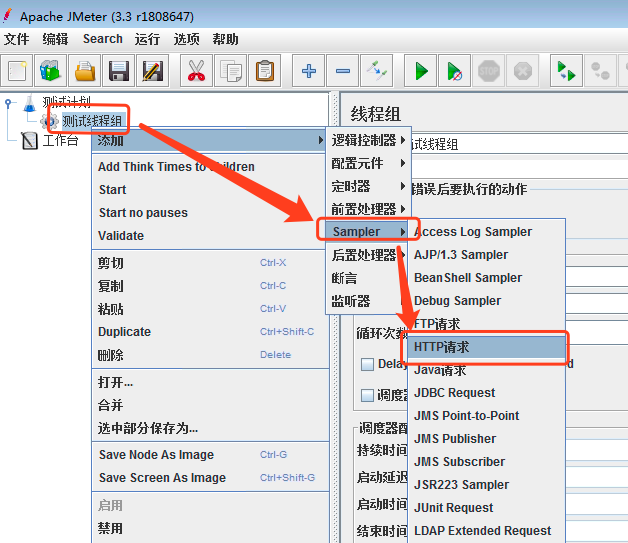 Apache JMeter (3.3 r1808647)
文件 编辑 Search 运行 选项 帮助
测试计划
测试线程组
工作台
添加
Add Think Times to children
Start
Start no pauses
Validate
剪切 Ctrl-X
复制 Ctrl-C
粘贴 Ctrl-V
Duplicate Ctrl+Shift-C
删除 Delete
打开...
合并
选中部分保存为...
Save Node As Image Ctrl-G
Save Screen As Image Ctrl+Shift-G
启用
禁用
逻辑控制器
配置元件
定时器
前置处理器
Sampler
后置处理器
断言
监听器
Access Log Sampler
AJP/1.3 Sampler
BeanShell Sampler
Debug Sampler
FTP请求
HTTP请求
Java请求
JDBC Request
JMS Point-to-Point
JMS Publisher
JMS Subscriber
JSR223 Sampler
JUnit Request
LDAP Extended Request
线程组
试线程组
错误后要执行的动作
循环次数
Delay
d
调度器
调度器配
持续时间
启动延迟
启动时间
结束时间